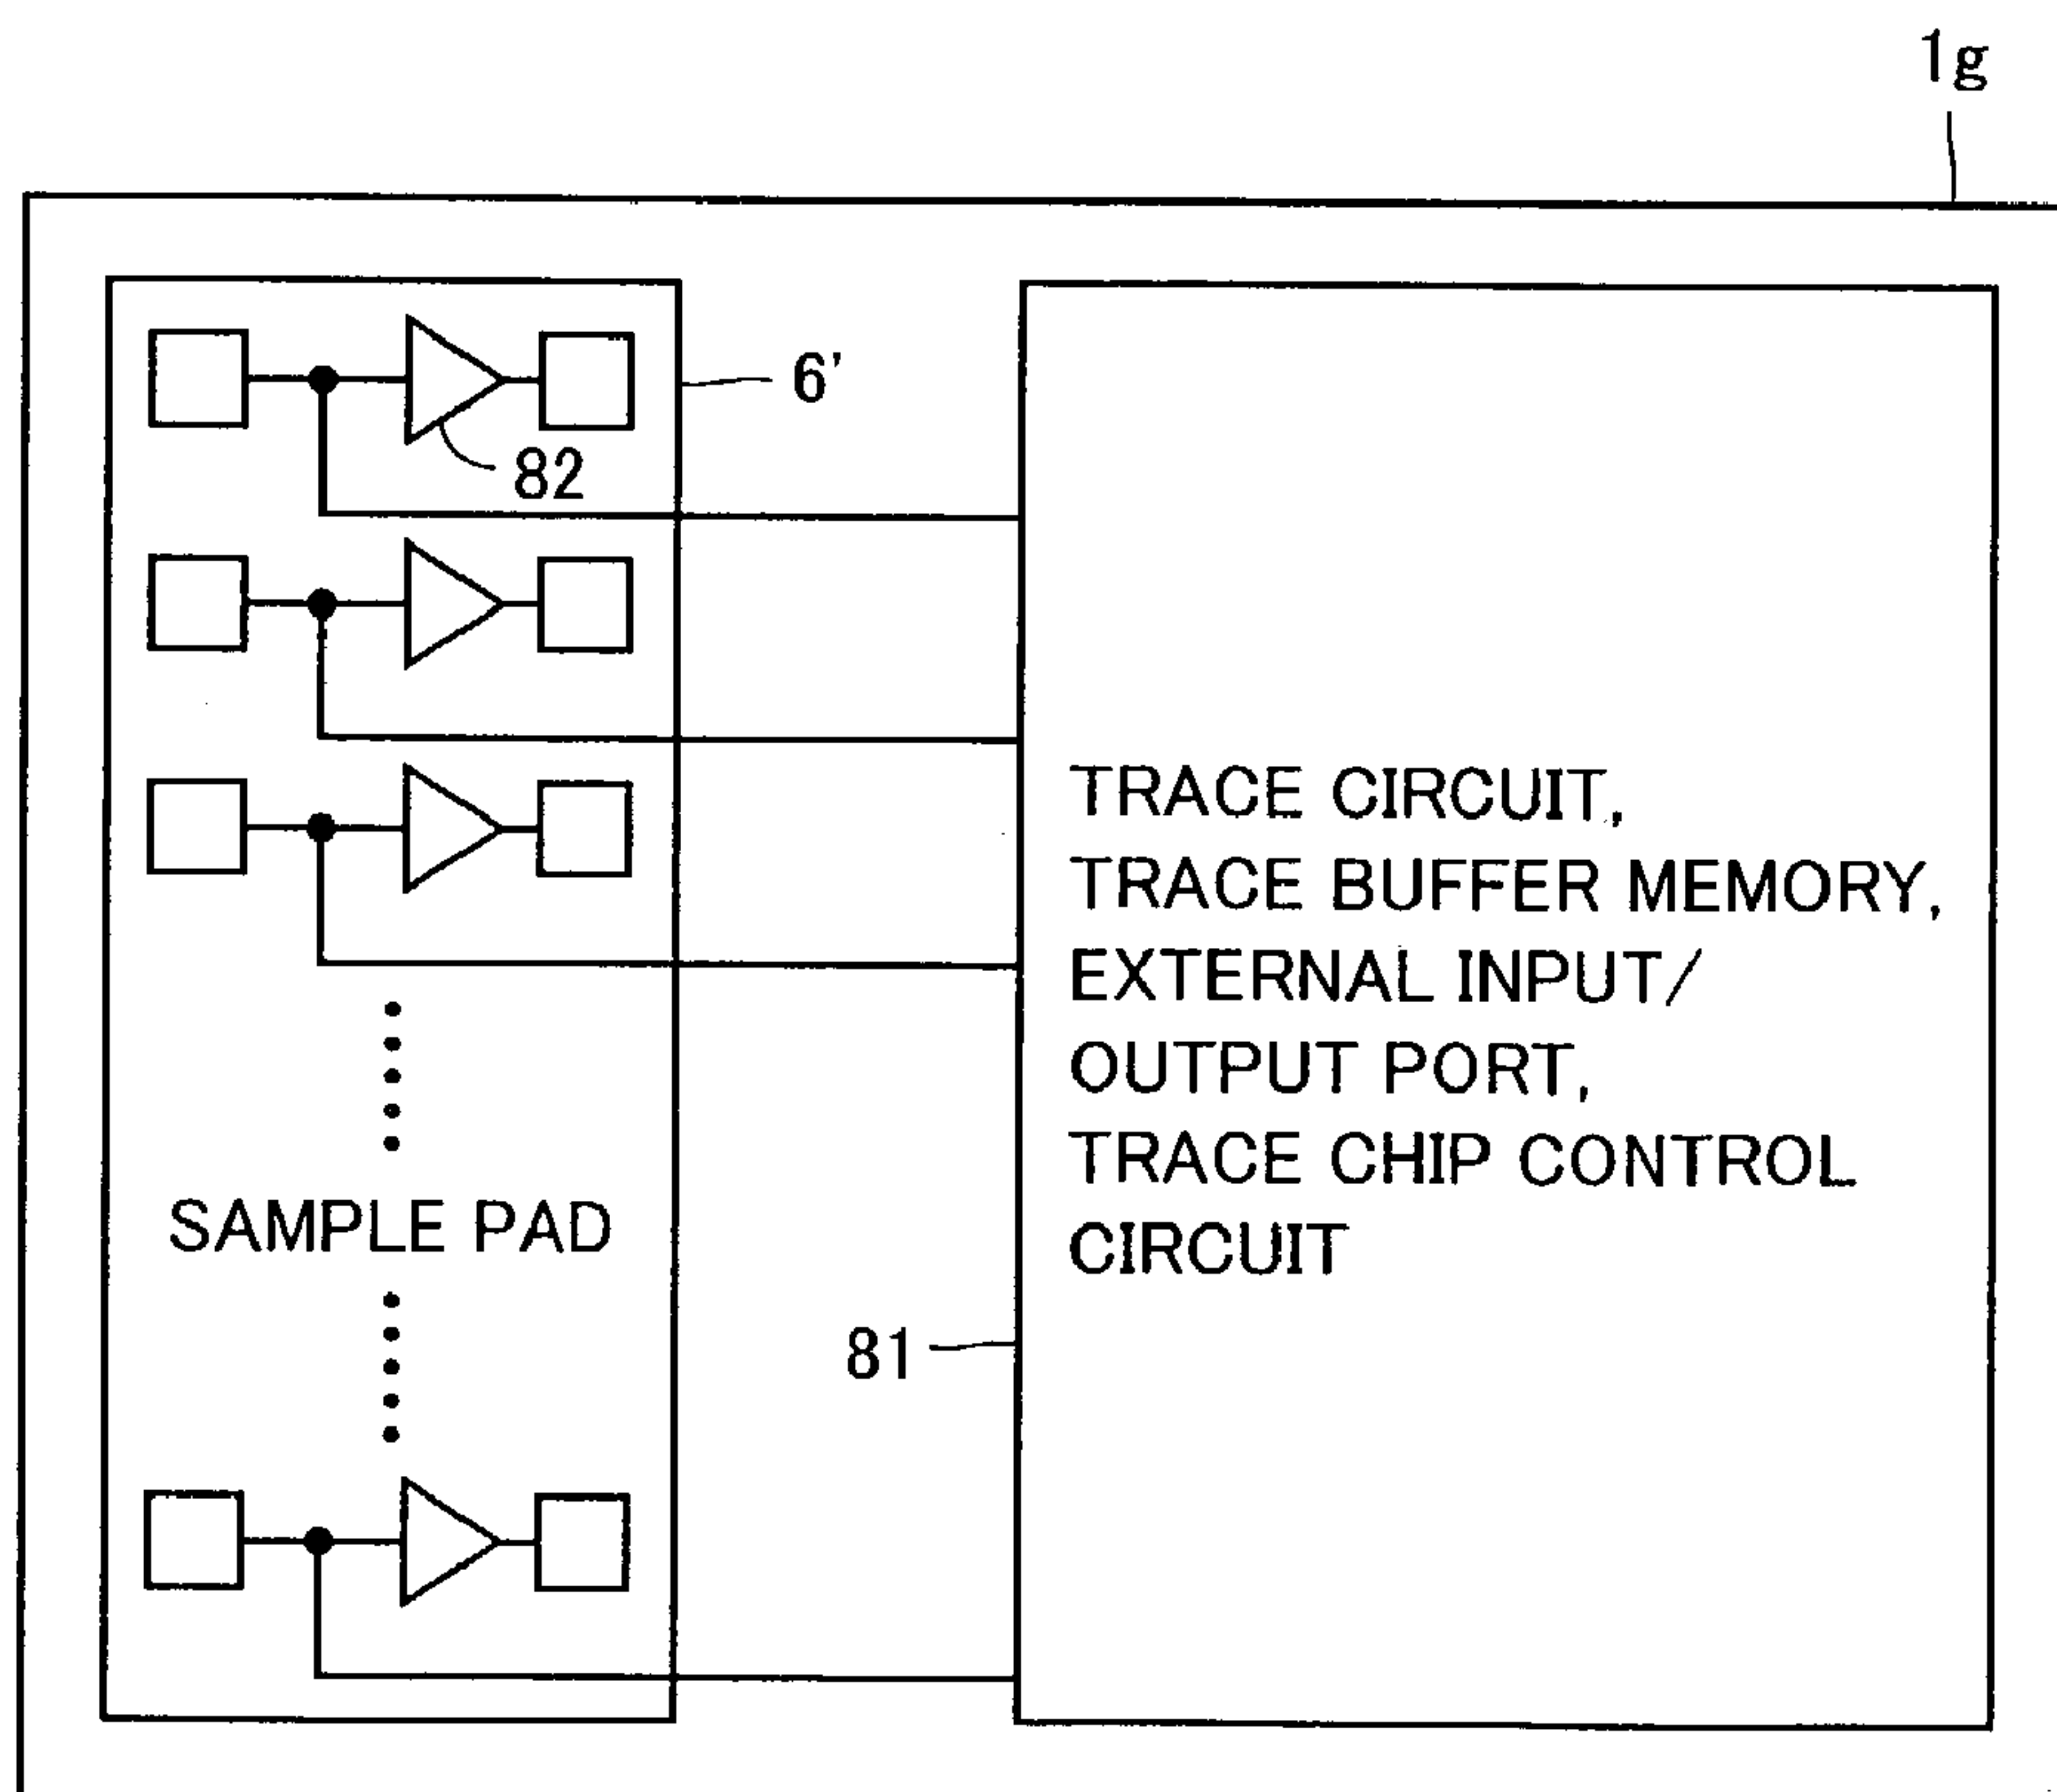 1g
6'
82
TRACE CIRCUIT,
TRACE BUFFER MEMORY,
EXTERNAL INPUT/
OUTPUT PORT,
TRACE CHIP CONTROL
CIRCUIT
SAMPLE PAD
81